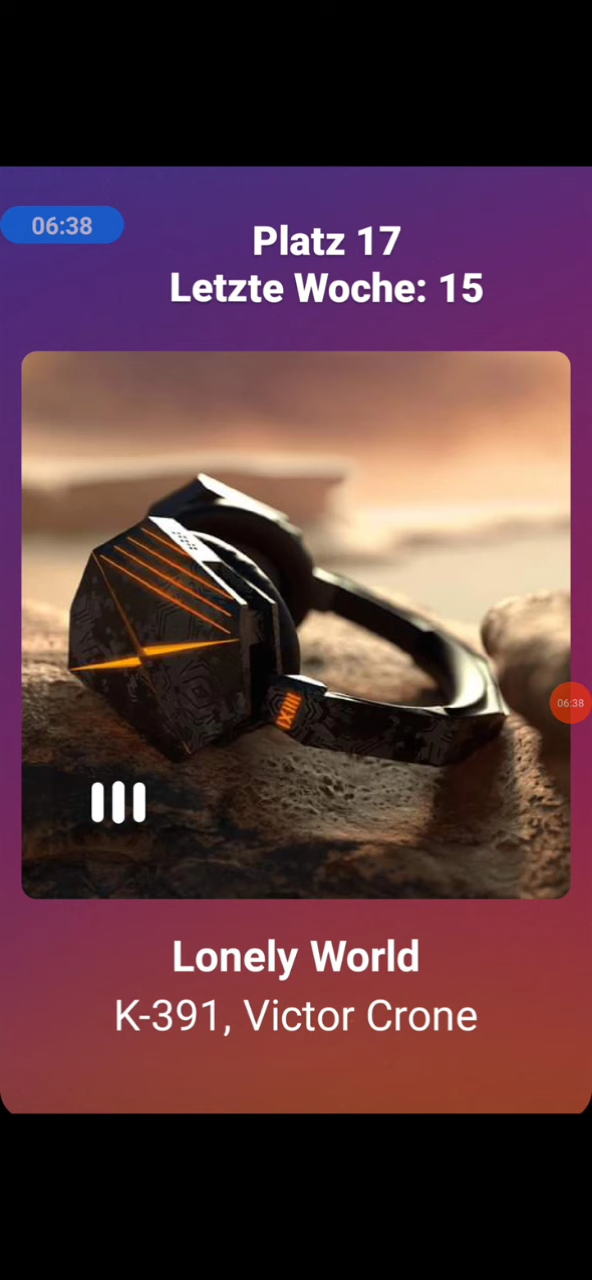 06:38
Platz 17
Letzte Woche: 15
06:38
Lonely World
K-391, Victor Crone